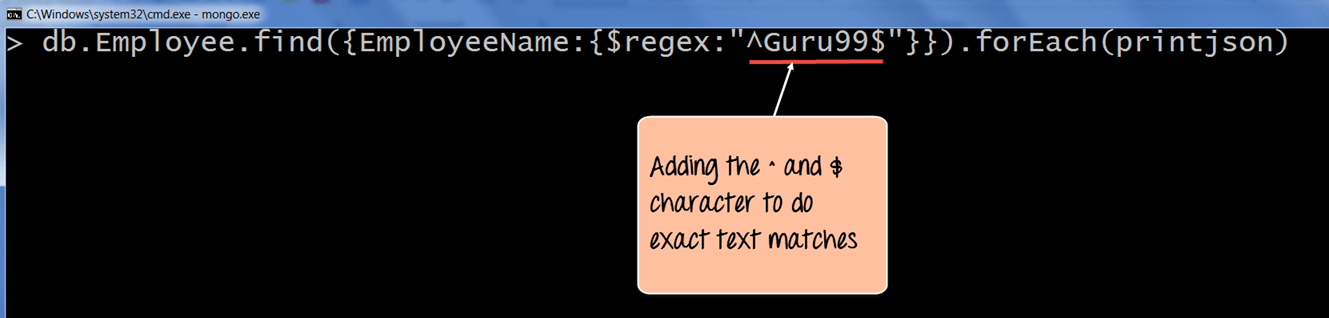 C:\Windows\system32\cmd.exe - mongo.exe
> db.Employee.find({EmployeeName:{$regex:"^Guru99$"}}).forEach(printjson)
Adding the ^ and $
character to do
exact text matches